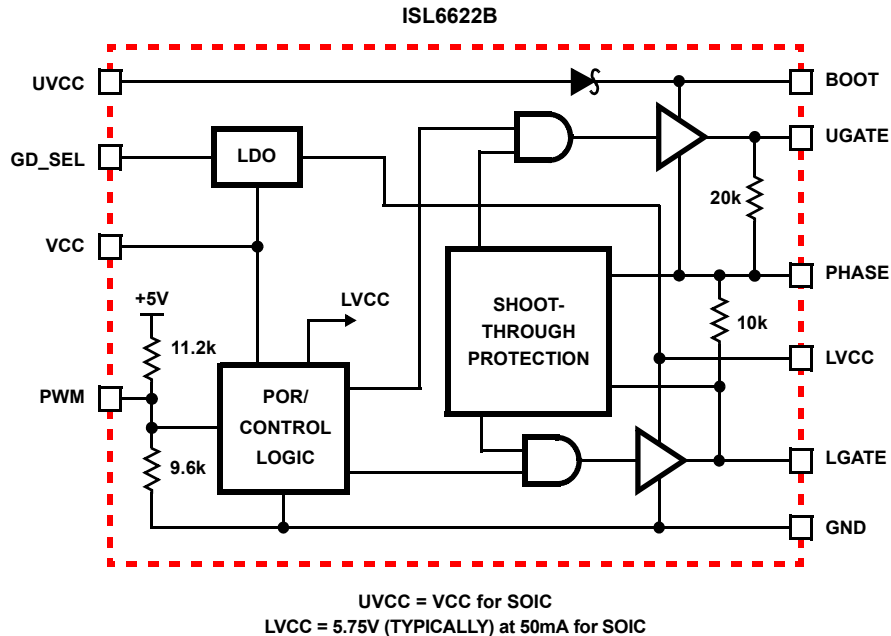 ISL6622B
UVCC
BOOT
GD_SEL
LDO
UGATE
20k
VCC
PHASE
+5V
LVCC
SHOOT-
THROUGH
PROTECTION
10k
11.2k
LVCC
PWM
POR/
CONTROL
LOGIC
9.6k
LGATE
GND
UVCC = VCC for SOIC
LVCC = 5.75V (TYPICALLY) at 50mA for SOIC